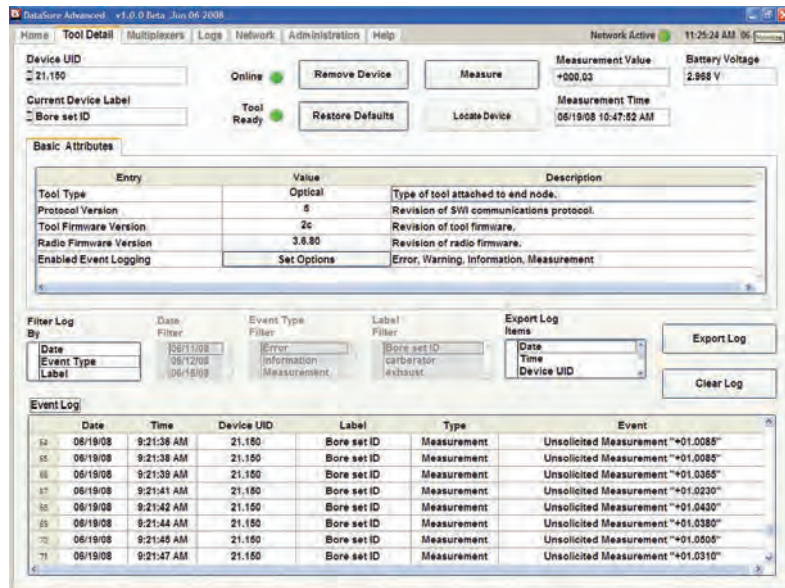 DataSure Advanced v1.0.0 Beta Jun 06 2008
Home Tool Detail Multiplexers Logs Network Administration Help Network Active 11:25:24 AM 06
Device UID Measurement Value Battery Voltage
21.150 Online Remove Device Measure +000.03 2.968 V
Current Device Label Measurement Time
Bore set ID Tool Ready Restore Defaults Locate Device 06/19/08 10:47:52 AM
Basic Attributes
Entry Value Description
Tool Type Optical Type of tool attached to end node.
Protocol Version Revision of SWI communications protocol.
Tool Firmware Version 2c Revision of tool firmware.
Radio Firmware Version 3.6.80 Revision of radio firmware.
Enabled Event Logging Set Options Error, Warning, Information, Measurement
Filter Log By Date Filter Event Type Filter Label Filter Export Log Items
Date 06/11/08 Error Bore set ID Date Export Log
Event Type 06/12/08 Information carberator Time
Label Measurement exhaust Device UID
Clear Log
Event Log
Date Time Device UID Label Type Event
64 06/19/08 9:21:36 AM 21.150 Bore set ID Measurement Unsolicited Measurement "+01.0085"
65 06/19/08 9:21:38 AM 21.150 Bore set ID Measurement Unsolicited Measurement "+01.0085"
66 06/19/08 9:21:39 AM 21.150 Bore set ID Measurement Unsolicited Measurement "+01.0365"
67 06/19/08 9:21:41 AM 21.150 Bore set ID Measurement Unsolicited Measurement "+01.0230"
68 06/19/08 9:21:42 AM 21.150 Bore set ID Measurement Unsolicited Measurement "+01.0430"
69 06/19/08 9:21:44 AM 21.150 Bore set ID Measurement Unsolicited Measurement "+01.0380"
70 06/19/08 9:21:45 AM 21.150 Bore set ID Measurement Unsolicited Measurement "+01.0505"
71 06/19/08 9:21:47 AM 21.150 Bore set ID Measurement Unsolicited Measurement "+01.0310"